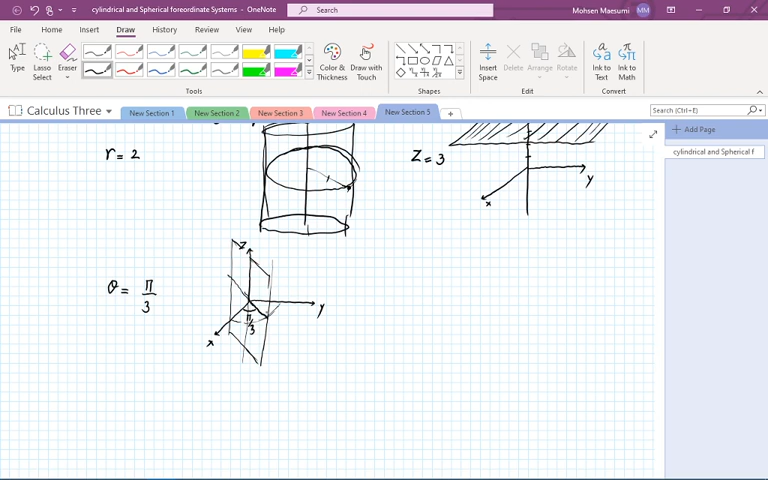 cylindrical and Spherical foreordinate Systems - OneNote
Search
Mohsen Maesumi
MM
File
Home
Insert
Draw
History
Review
View
Help
Type
Lasso Select
Eraser
Color & Thickness
Draw with Touch
Insert Space
Delete
Arrange
Rotate
Ink to Text
Ink to Math
Tools
Shapes
Edit
Convert
Calculus Three
New Section 1
New Section 2
New Section 3
New Section 4
New Section 5
Search (Ctrl+E)
Add Page
cylindrical and Spherical f
r = 2
z = 3
y
x
z
θ = π/3
y
π/3
x